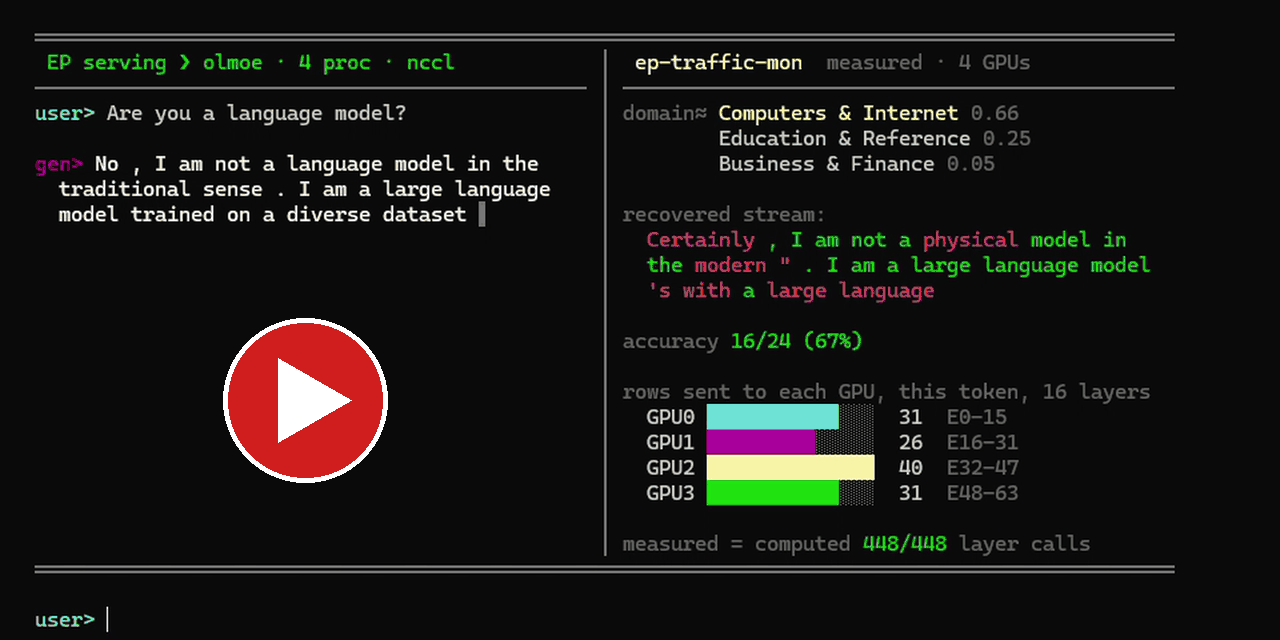 EP serving ❯ olmoe · 4 proc · nccl
user> Are you a language model?
gen> No , I am not a language model in the
traditional sense . I am a large language
model trained on a diverse dataset
ep-traffic-mon measured · 4 GPUs
domain≈ Computers & Internet 0.66
Education & Reference 0.25
Business & Finance 0.05
recovered stream:
Certainly , I am not a physical model in
the modern " . I am a large language model
's with a large language
accuracy 16/24 (67%)
rows sent to each GPU, this token, 16 layers
GPU0 31 E0-15
GPU1 26 E16-31
GPU2 40 E32-47
GPU3 31 E48-63
measured = computed 448/448 layer calls
user>